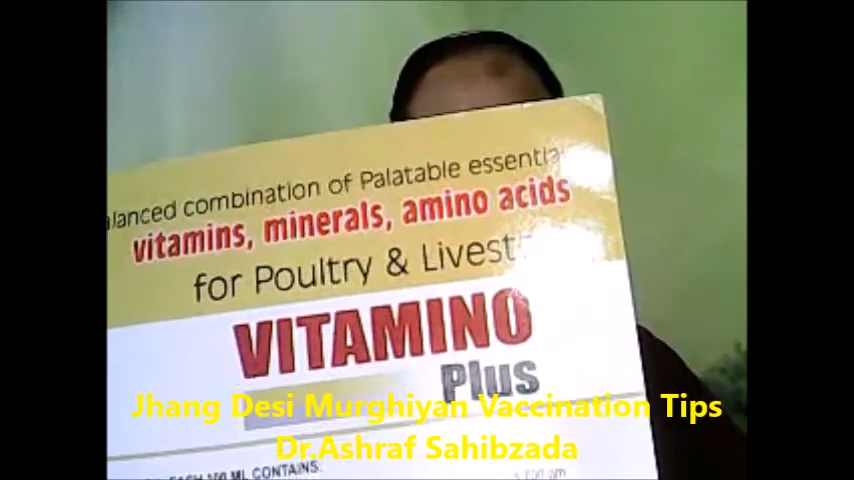 alanced combination of Palatable essential
vitamins, minerals, amino acids
for Poultry & Livest
VITAMINO
Plus
Jhang Desi Murghiyan Vaccination Tips
Dr.Ashraf Sahibzada
EACH 100 ML CONTAINS.